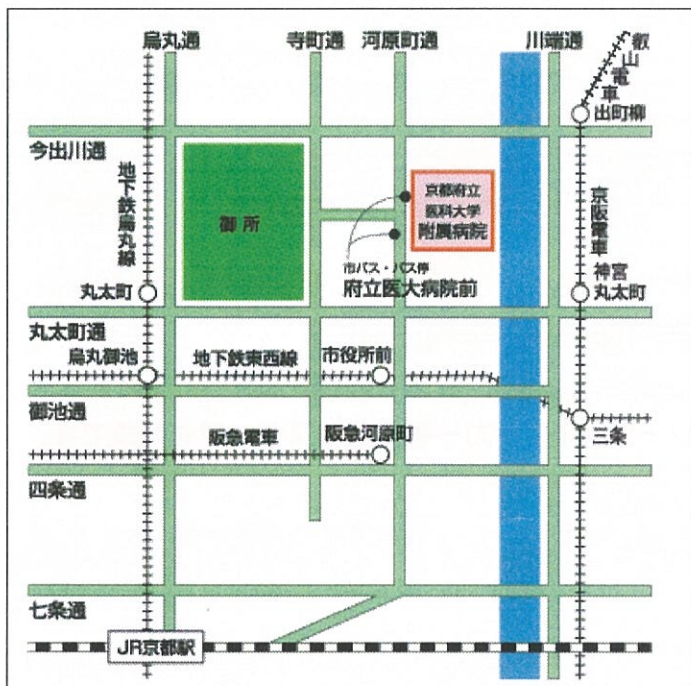 烏丸通
寺町通
河原町通
川端通
叡山電車
出町柳
今出川通
地下鉄烏丸線
御所
京都府立
医科大学
附属病院
京阪電車
市バス・バス停
府立医大病院前
神宮
丸太町
丸太町
丸太町通
烏丸御池
地下鉄東西線
市役所前
御池通
阪急電車
阪急河原町
三条
四条通
七条通
JR京都駅